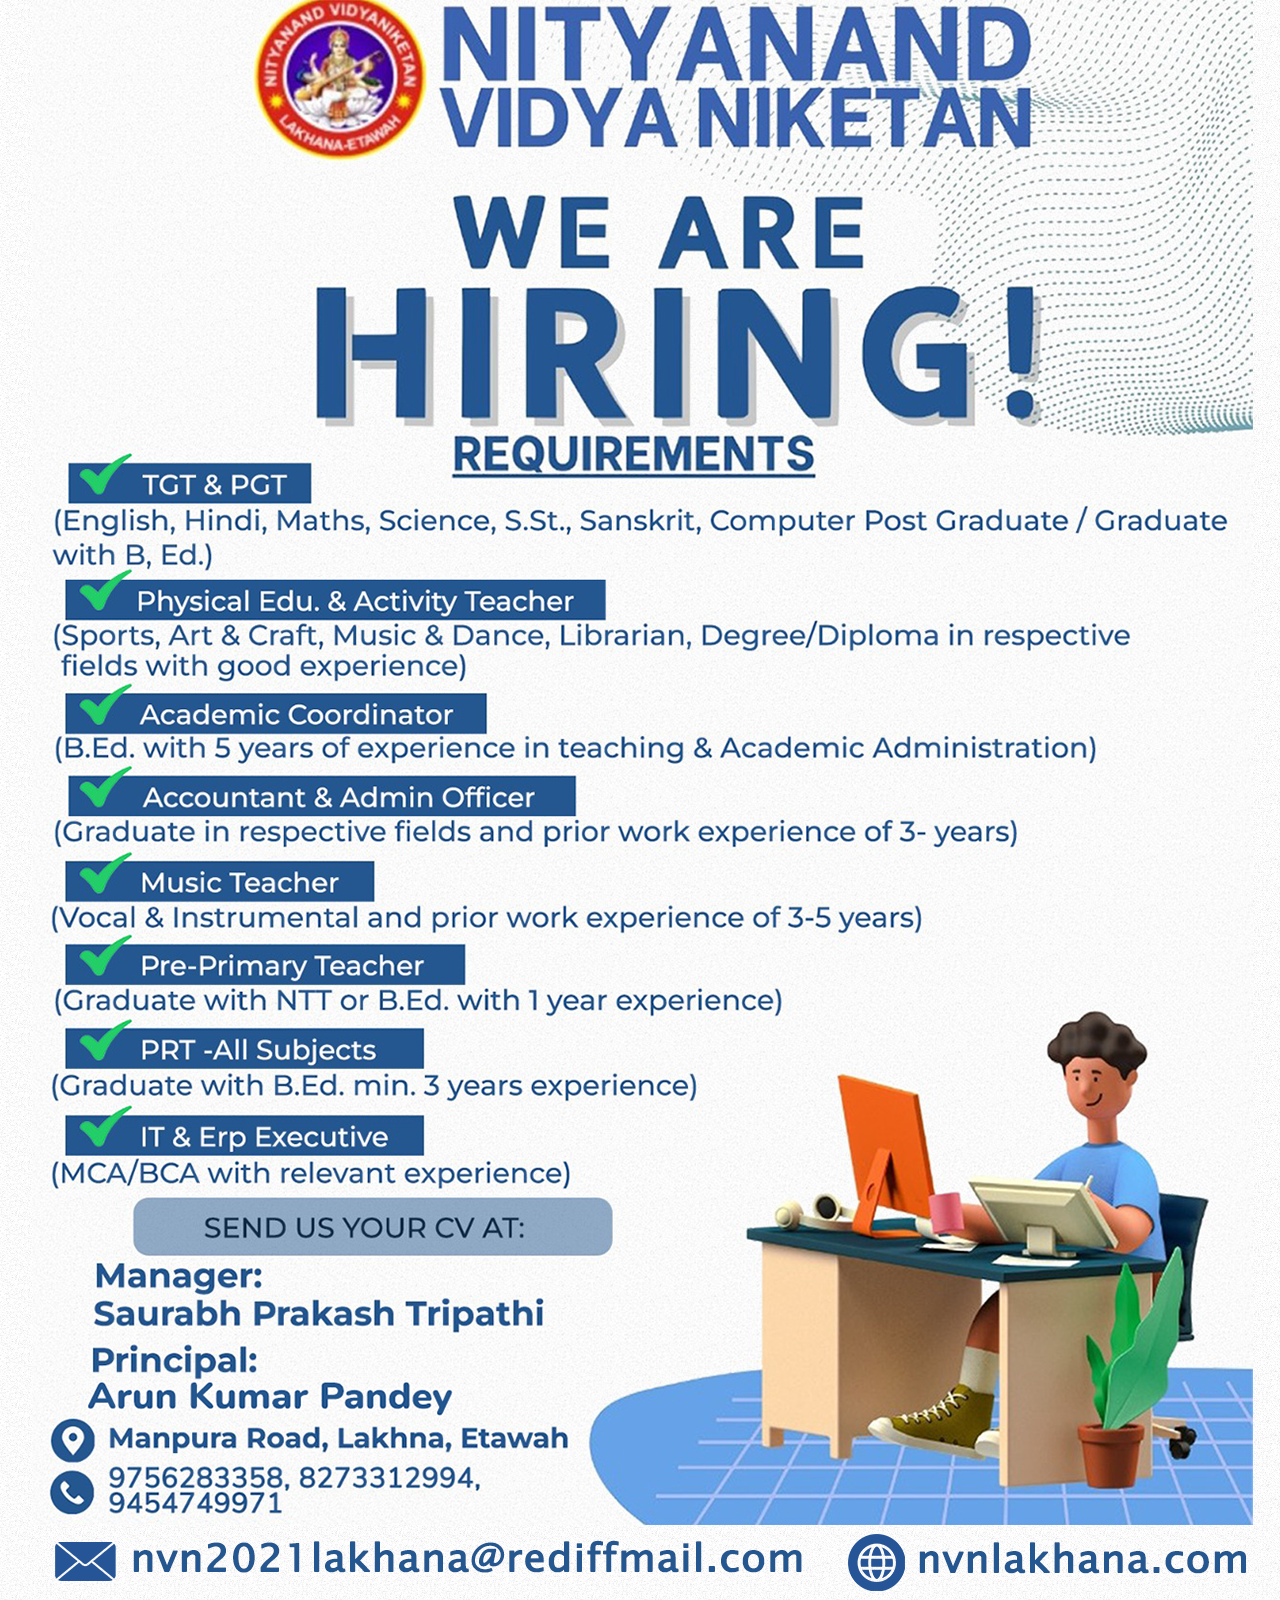 NITYANAND VIDYANIKETAN
LAKHANA-ETAWAH
NITYANAND
VIDYA NIKETAN
WE ARE
HIRING!
REQUIREMENTS
TGT & PGT
(English, Hindi, Maths, Science, S.St., Sanskrit, Computer Post Graduate / Graduate
with B, Ed.)
Physical Edu. & Activity Teacher
(Sports, Art & Craft, Music & Dance, Librarian, Degree/Diploma in respective
fields with good experience)
Academic Coordinator
(B.Ed. with 5 years of experience in teaching & Academic Administration)
Accountant & Admin Officer
(Graduate in respective fields and prior work experience of 3- years)
Music Teacher
(Vocal & Instrumental and prior work experience of 3-5 years)
Pre-Primary Teacher
(Graduate with NTT or B.Ed. with 1 year experience)
PRT -All Subjects
(Graduate with B.Ed. min. 3 years experience)
IT & Erp Executive
(MCA/BCA with relevant experience)
SEND US YOUR CV AT:
Manager:
Saurabh Prakash Tripathi
Principal:
Arun Kumar Pandey
Manpura Road, Lakhna, Etawah
9756283358, 8273312994,
9454749971
nvn2021lakhana@rediffmail.com
nvnlakhana.com